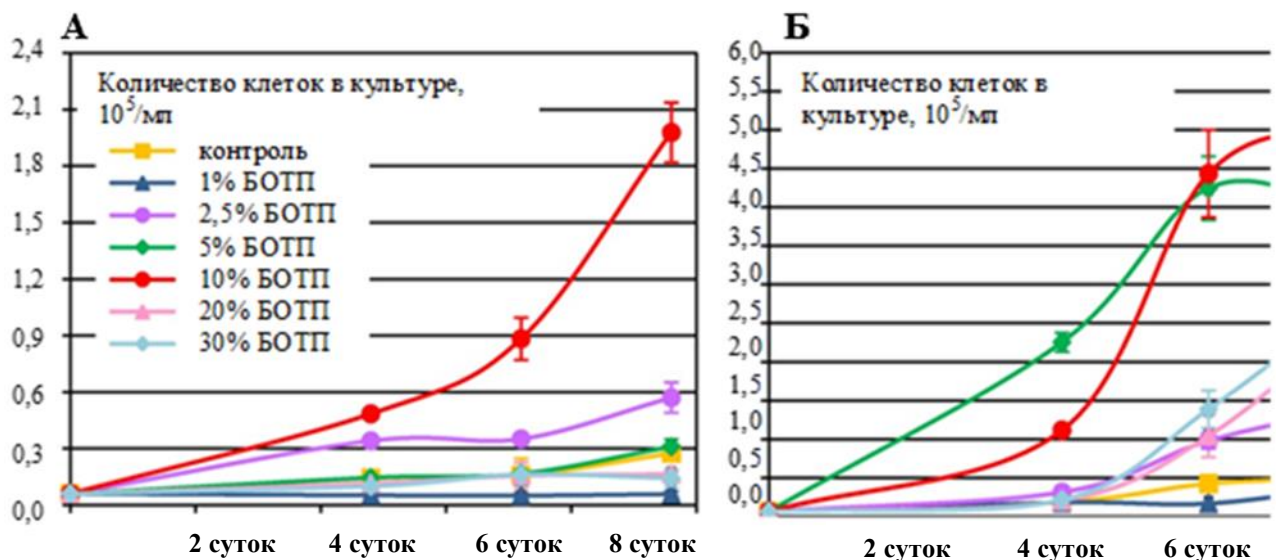 А
2,4
2,1
1,8
1,5
1,2
0,9
0,6
0,3
0,0
Количество клеток в культуре,
10⁵/мл
контроль
1% БОТП
2,5% БОТП
5% БОТП
10% БОТП
20% БОТП
30% БОТП
2 суток 4 суток 6 суток 8 суток
Б
6,0
5,5
5,0
4,5
4,0
3,5
3,0
2,5
2,0
1,5
1,0
0,5
0,0
Количество клеток в
культуре, 10⁵/мл
2 суток 4 суток 6 суток